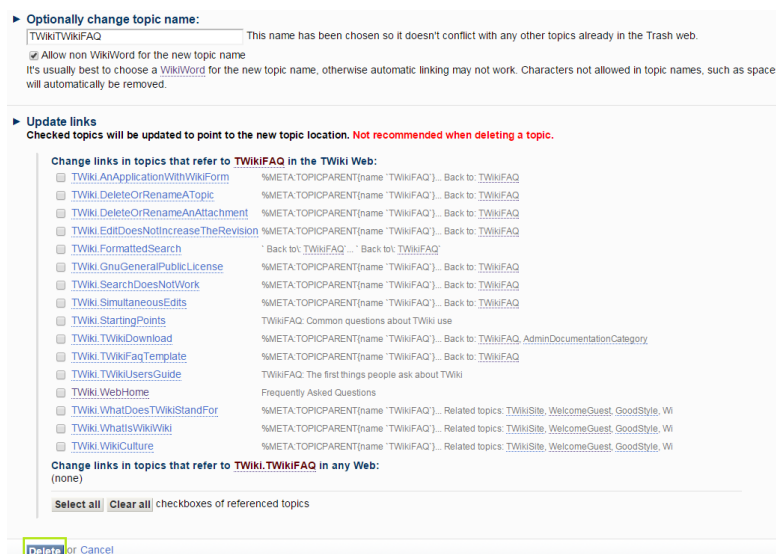 Optionally change topic name:
TWikiTWikiFAQ This name has been chosen so it doesn't conflict with any other topics already in the Trash web.
Allow non WikiWord for the new topic name
It's usually best to choose a WikiWord for the new topic name, otherwise automatic linking may not work. Characters not allowed in topic names, such as space
will automatically be removed.
Update links
Checked topics will be updated to point to the new topic location. Not recommended when deleting a topic.
Change links in topics that refer to TWikiFAQ in the TWiki Web:
TWiki.AnApplicationWithWikiForm %META:TOPICPARENT{name `TWikiFAQ`}... Back to: TWikiFAQ
TWiki.DeleteOrRenameATopic %META:TOPICPARENT{name `TWikiFAQ`}... Back to: TWikiFAQ
TWiki.DeleteOrRenameAnAttachment %META:TOPICPARENT{name `TWikiFAQ`}... Back to: TWikiFAQ
TWiki.EditDoesNotIncreaseTheRevision %META:TOPICPARENT{name `TWikiFAQ`}... Back to: TWikiFAQ
TWiki.FormattedSearch ` Back to\: TWikiFAQ`... ` Back to\: TWikiFAQ`
TWiki.GnuGeneralPublicLicense %META:TOPICPARENT{name `TWikiFAQ`}... Back to: TWikiFAQ
TWiki.SearchDoesNotWork %META:TOPICPARENT{name `TWikiFAQ`}... Back to: TWikiFAQ
TWiki.SimultaneousEdits %META:TOPICPARENT{name `TWikiFAQ`}... Back to: TWikiFAQ
TWiki.StartingPoints TWikiFAQ: Common questions about TWiki use
TWiki.TWikiDownload %META:TOPICPARENT{name `TWikiFAQ`}... Back to: TWikiFAQ, AdminDocumentationCategory
TWiki.TWikiFaqTemplate %META:TOPICPARENT{name `TWikiFAQ`}... Back to: TWikiFAQ
TWiki.TWikiUsersGuide TWikiFAQ: The first things people ask about TWiki
TWiki.WebHome Frequently Asked Questions
TWiki.WhatDoesTWikiStandFor %META:TOPICPARENT{name `TWikiFAQ`}... Related topics: TWikiSite, WelcomeGuest, GoodStyle, Wi
TWiki.WhatIsWikiWiki %META:TOPICPARENT{name `TWikiFAQ`}... Related topics: TWikiSite, WelcomeGuest, GoodStyle, Wi
TWiki.WikiCulture %META:TOPICPARENT{name `TWikiFAQ`}... Related topics: TWikiSite, WelcomeGuest, GoodStyle, Wi
Change links in topics that refer to TWiki.TWikiFAQ in any Web:
(none)
Select all Clear all checkboxes of referenced topics
Delete or Cancel